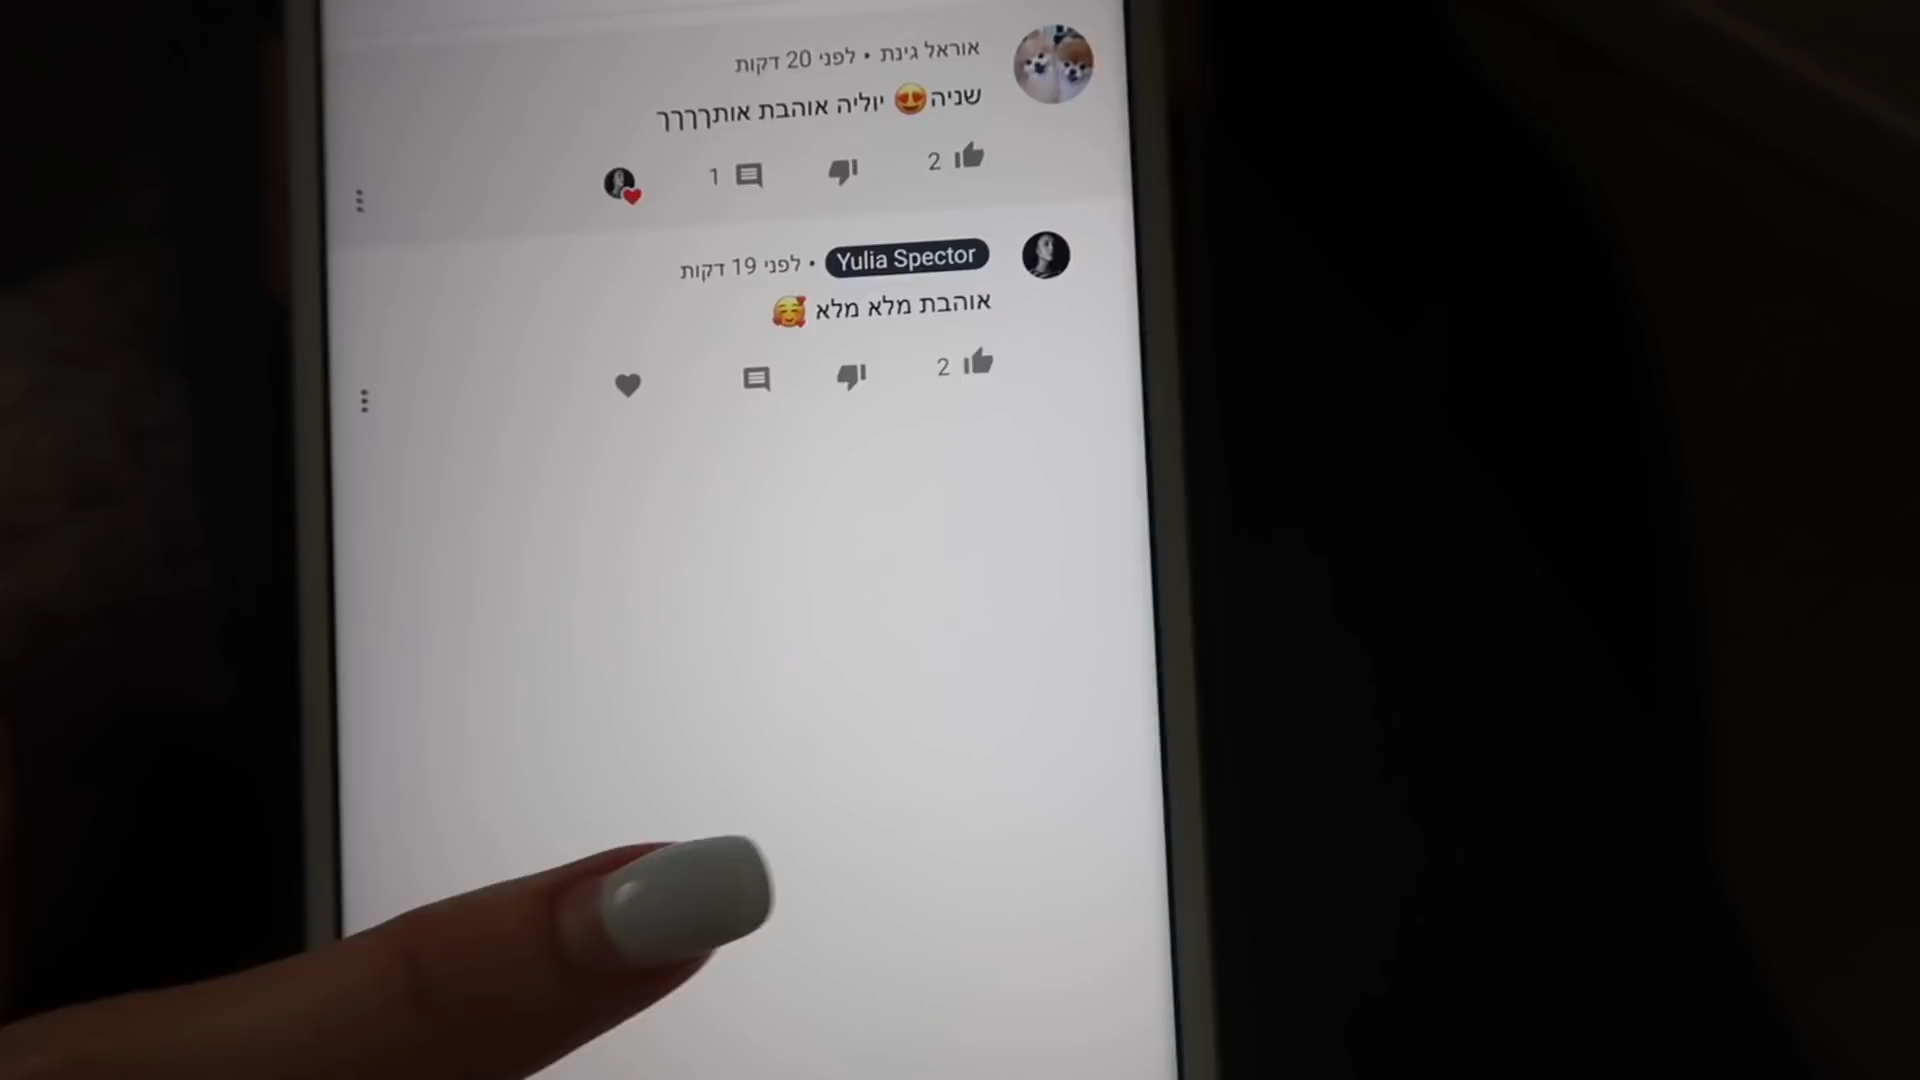 אוראל גינת • לפני 20 דקות
שניה😍 יוליה אוהבת אותךךךך
2 1
Yulia Spector • לפני 19 דקות
אוהבת מלא מלא 🥰
2